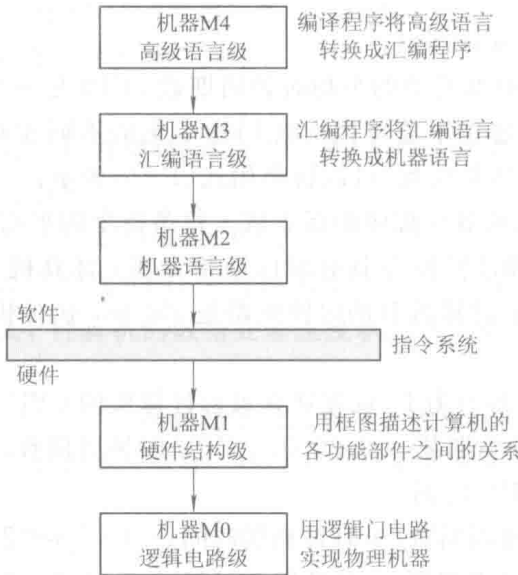 机器M4
高级语言级
编译程序将高级语言
转换成汇编程序
机器M3
汇编语言级
汇编程序将汇编语言
转换成机器语言
机器M2
机器语言级
软件
指令系统
硬件
机器M1
硬件结构级
用框图描述计算机的
各功能部件之间的关系
机器M0
逻辑电路级
用逻辑门电路
实现物理机器